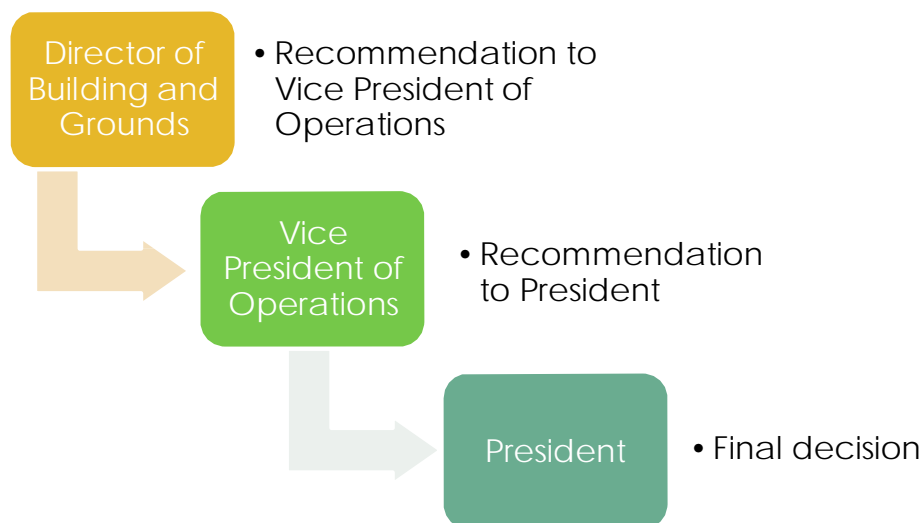 Director of
Building and
Grounds
• Recommendation to
Vice President of
Operations
Vice
President of
Operations
• Recommendation
to President
President
• Final decision